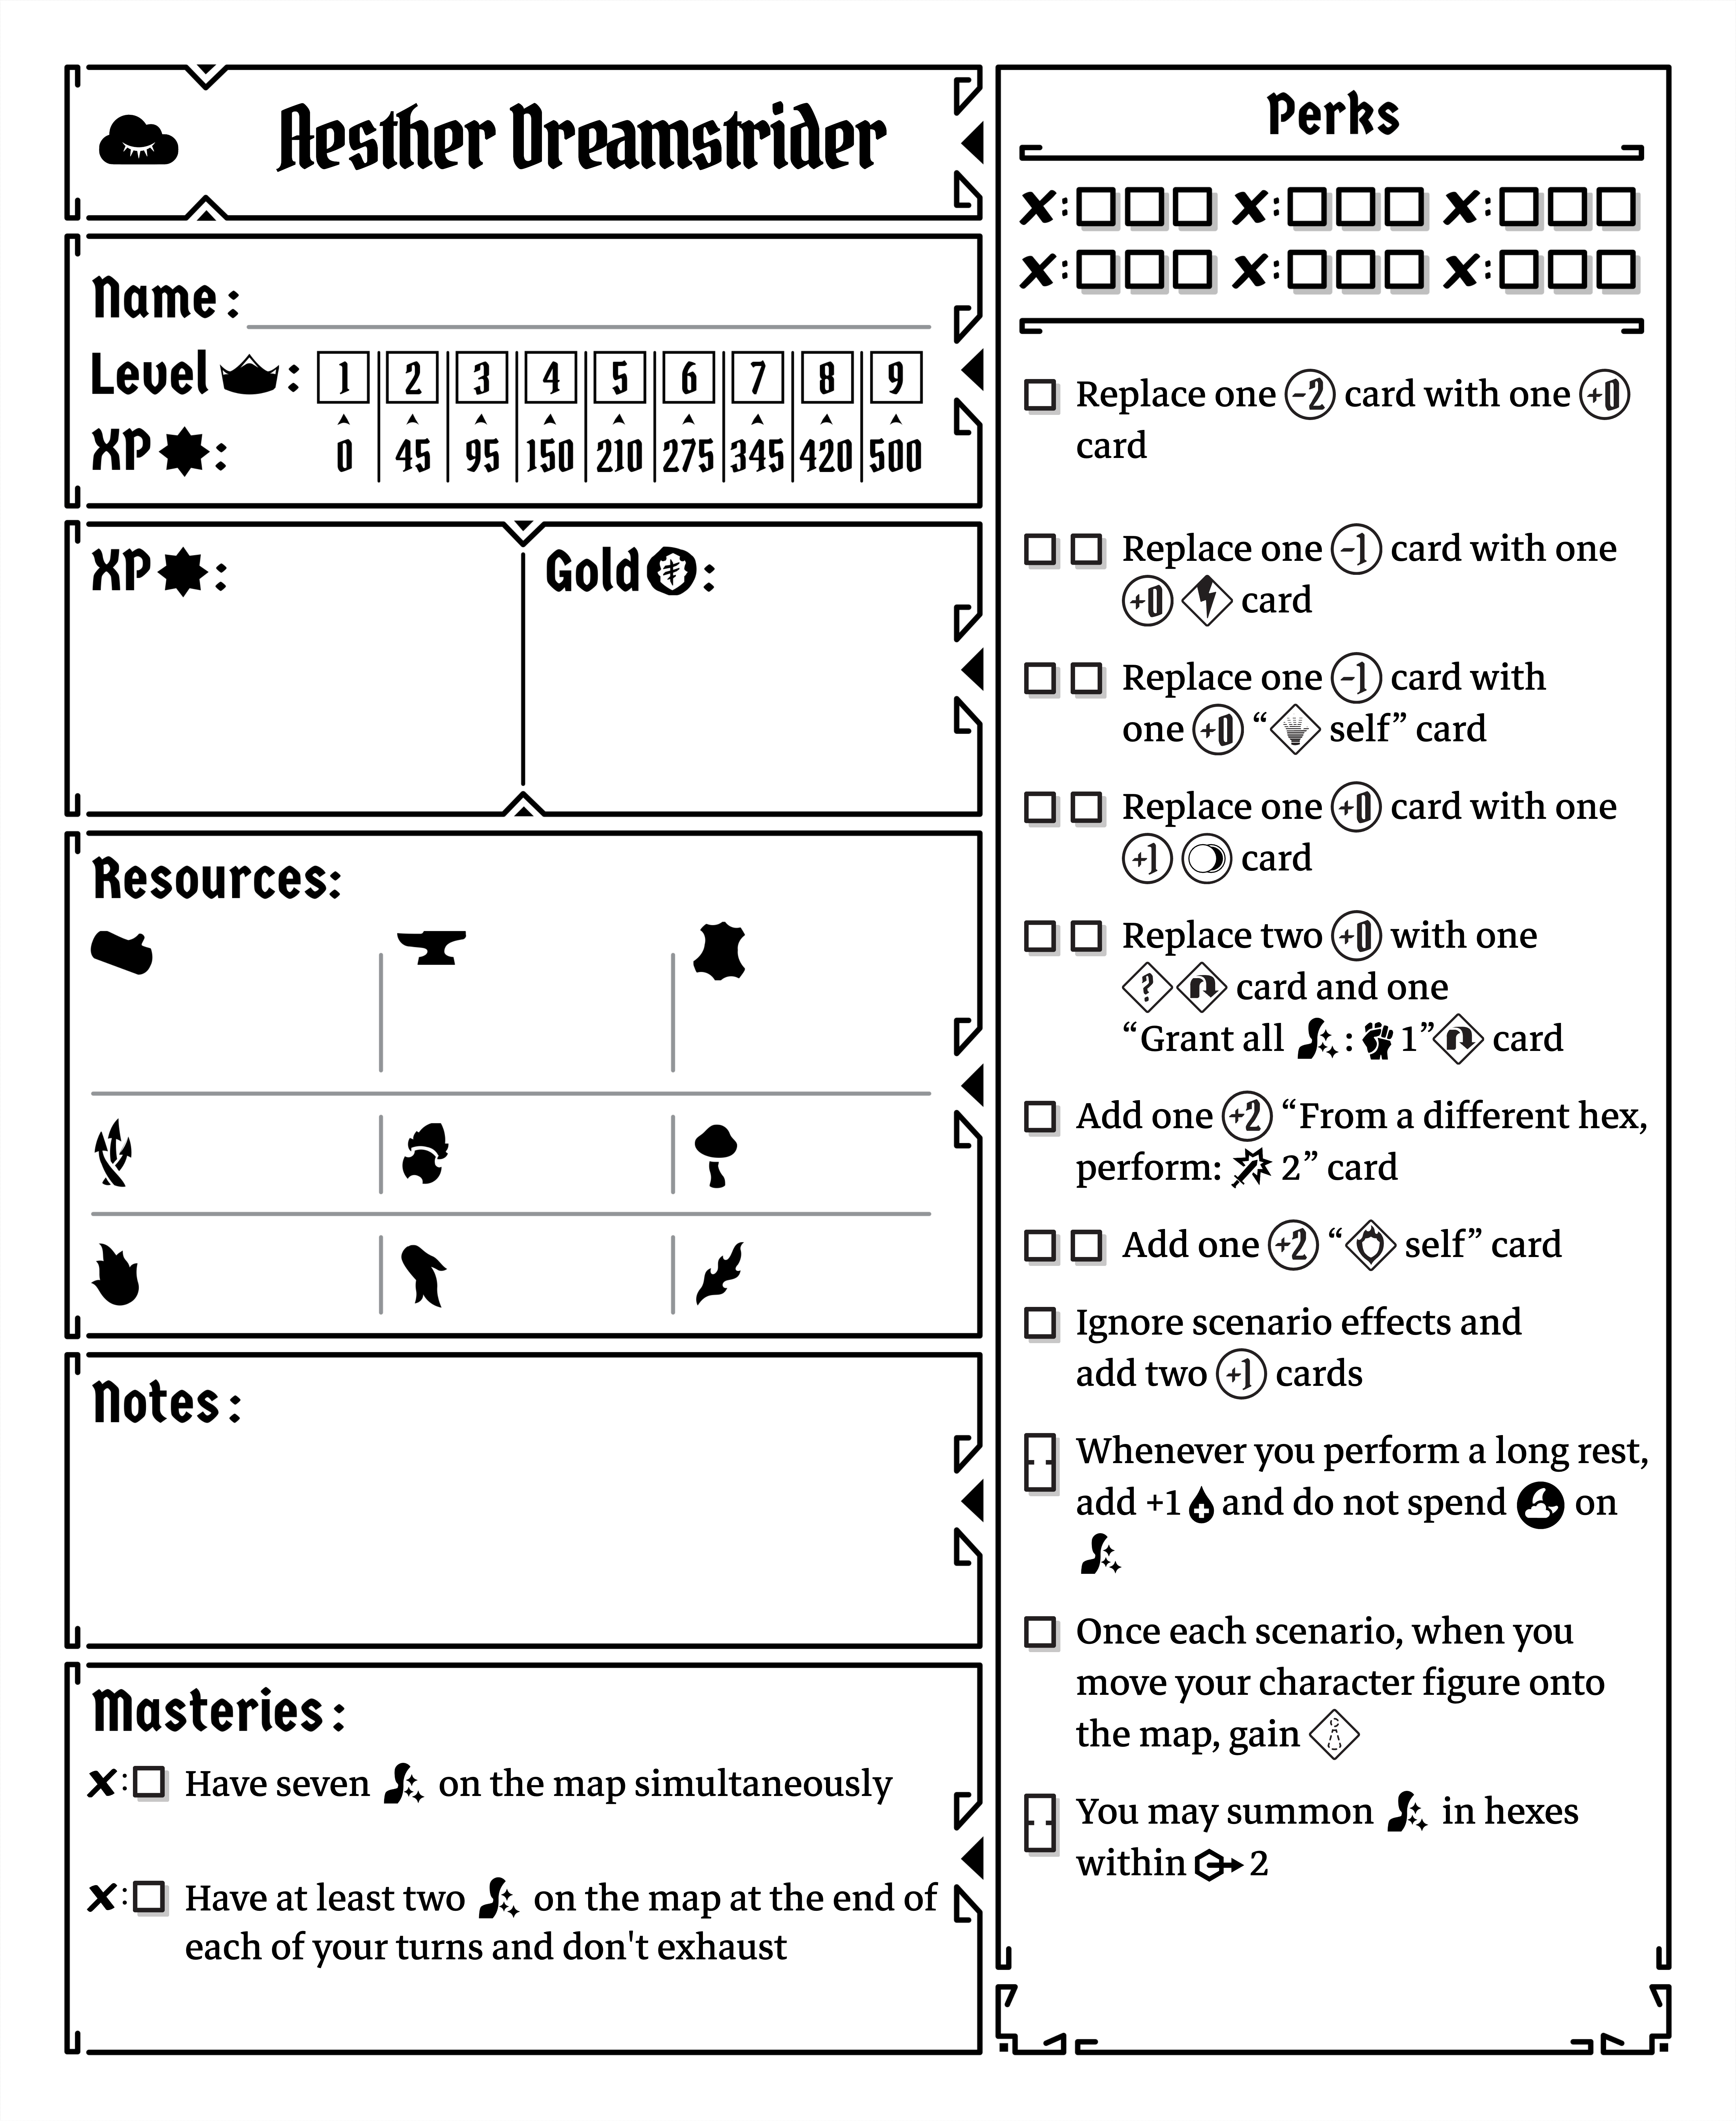 Aesther Dreamstrider
Name:
Level : 1 2 3 4 5 6 7 8 9
XP : 0 45 95 150 210 275 345 420 500
XP :
Gold :
Resources:
Notes:
Masteries:
x: Have seven on the map simultaneously
x: Have at least two on the map at the end of
each of your turns and don't exhaust
Perks
x: x: x:
x: x: x:
Replace one -2 card with one +0
card
Replace one -1 card with one
+0 card
Replace one -1 card with
one +0 “ self” card
Replace one +0 card with one
+1 card
Replace two +0 with one
? card and one
“Grant all : 1” card
Add one +2 “From a different hex,
perform: 2” card
Add one +2 “ self” card
Ignore scenario effects and
add two +1 cards
Whenever you perform a long rest,
add +1 and do not spend on
Once each scenario, when you
move your character figure onto
the map, gain
You may summon in hexes
within 2